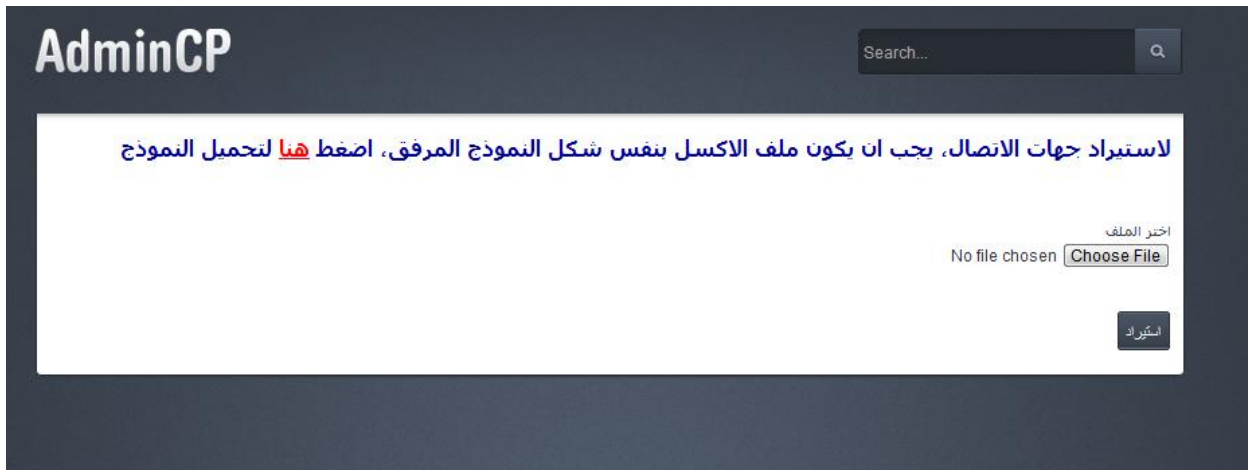 AdminCP
Search...
لاستيراد جهات الاتصال، يجب ان يكون ملف الاكسل بنفس شكل النموذج المرفق، اضغط هنا لتحميل النموذج
اختر الملف
Choose File No file chosen
استيراد